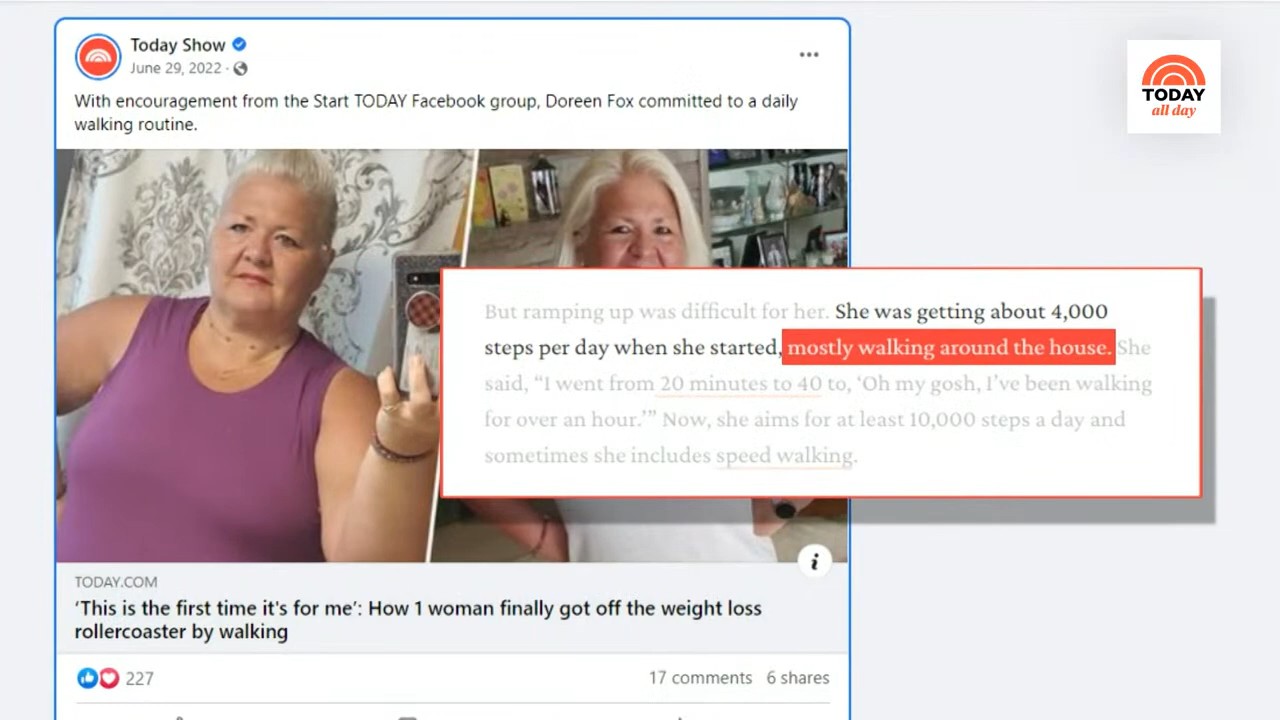 Today Show
June 29, 2022 ·
With encouragement from the Start TODAY Facebook group, Doreen Fox committed to a daily
walking routine.
TODAY
all day
But ramping up was difficult for her. She was getting about 4,000
steps per day when she started, mostly walking around the house. She
said, “I went from 20 minutes to 40 to, ‘Oh my gosh, I’ve been walking
for over an hour.’” Now, she aims for at least 10,000 steps a day and
sometimes she includes speed walking.
i
TODAY.COM
‘This is the first time it's for me’: How 1 woman finally got off the weight loss
rollercoaster by walking
227
17 comments 6 shares